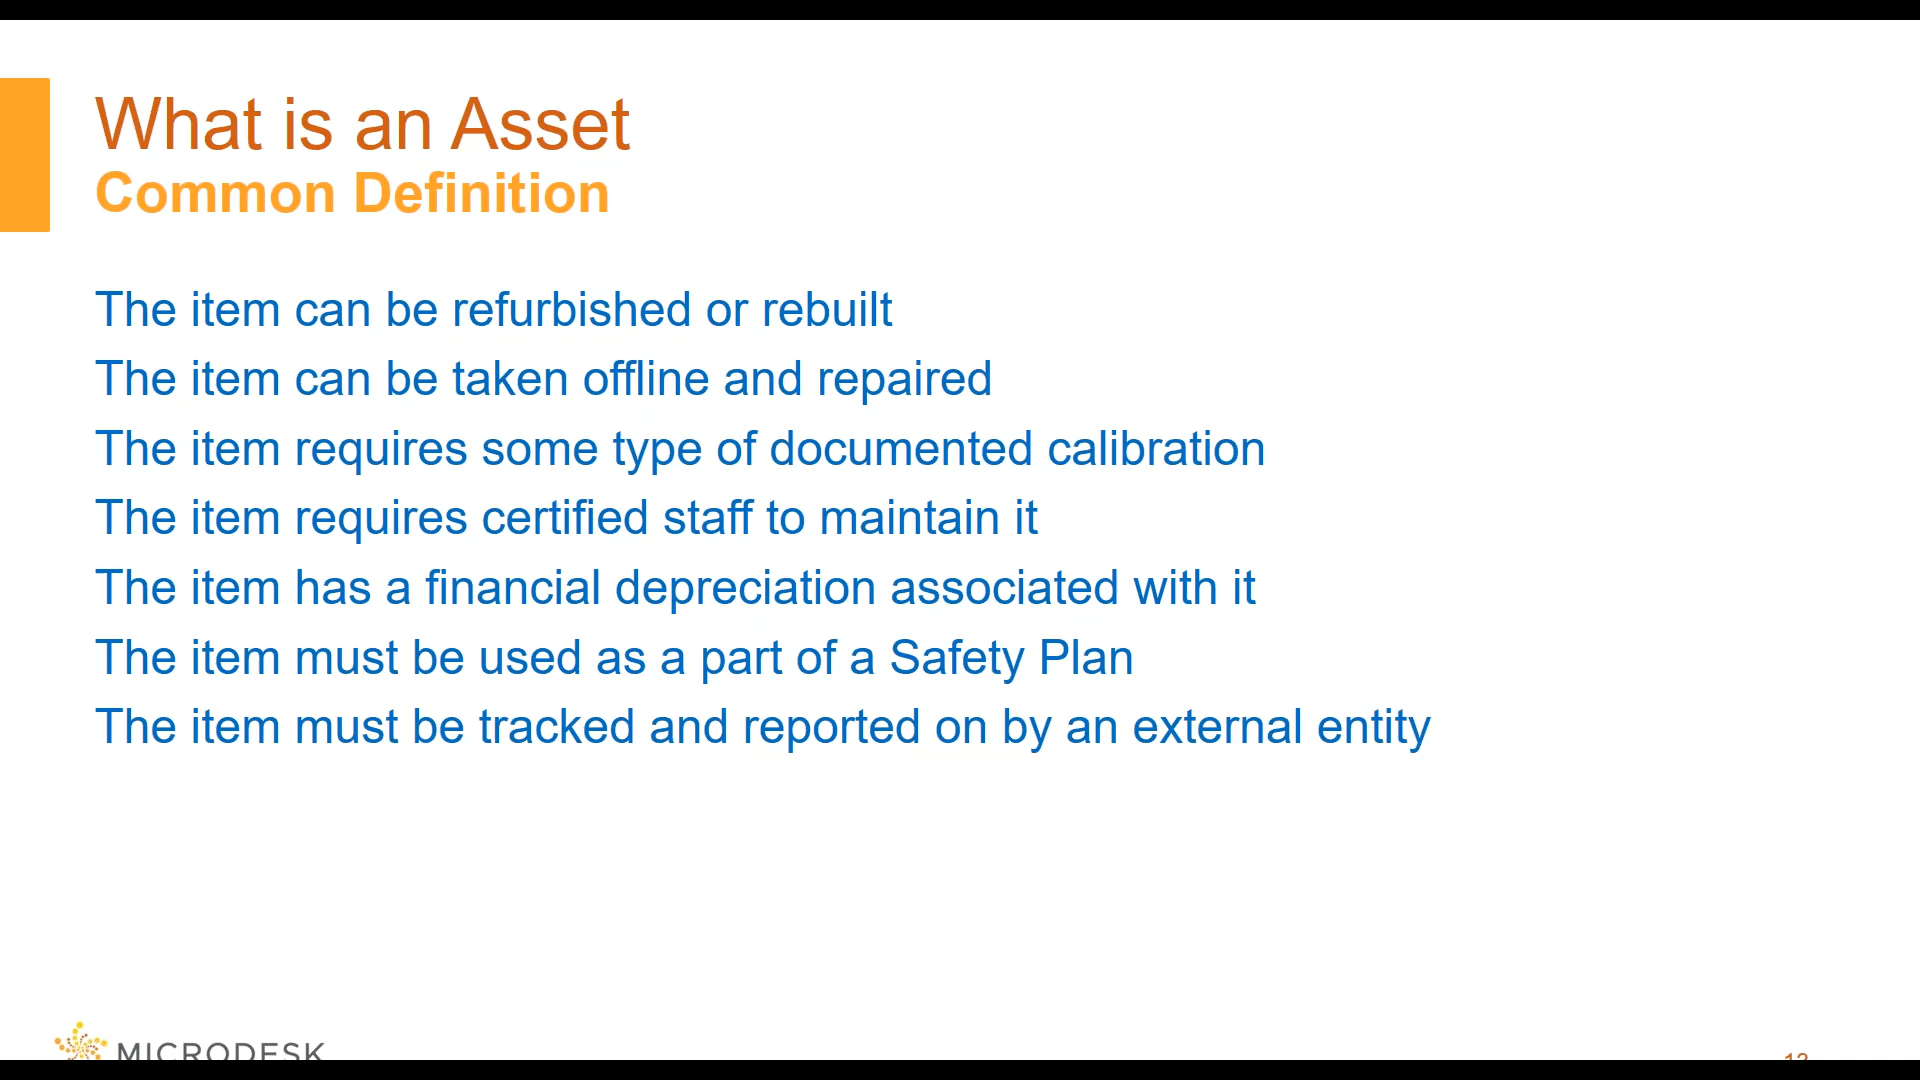 What is an Asset
Common Definition
The item can be refurbished or rebuilt
The item can be taken offline and repaired
The item requires some type of documented calibration
The item requires certified staff to maintain it
The item has a financial depreciation associated with it
The item must be used as a part of a Safety Plan
The item must be tracked and reported on by an external entity
MICRODESK